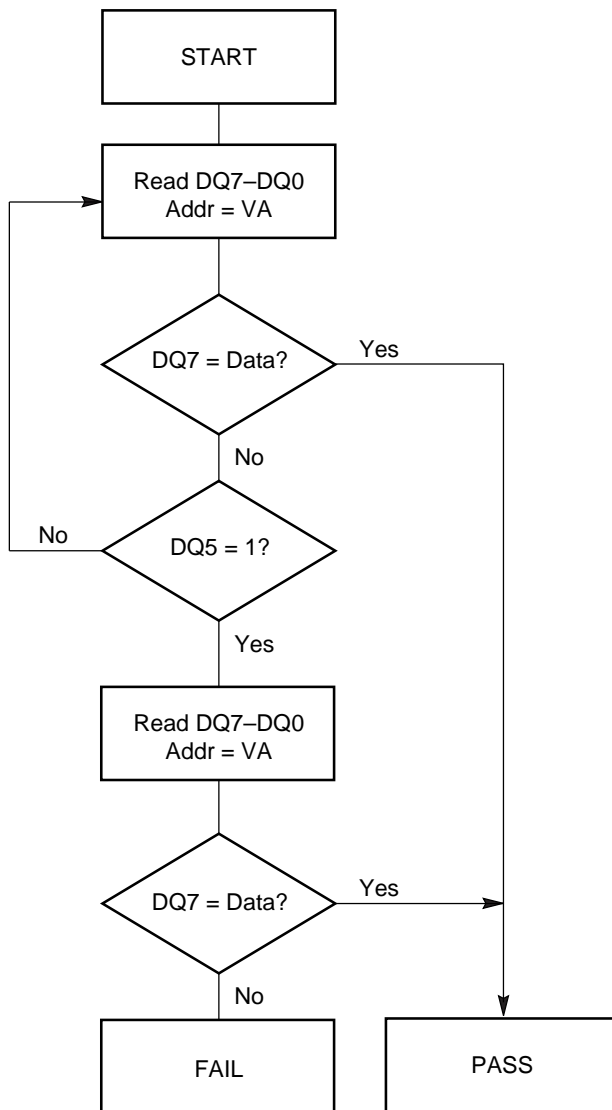 START
Read DQ7–DQ0
Addr = VA
DQ7 = Data?
Yes
No
No
DQ5 = 1?
Yes
Read DQ7–DQ0
Addr = VA
DQ7 = Data?
Yes
No
FAIL
PASS